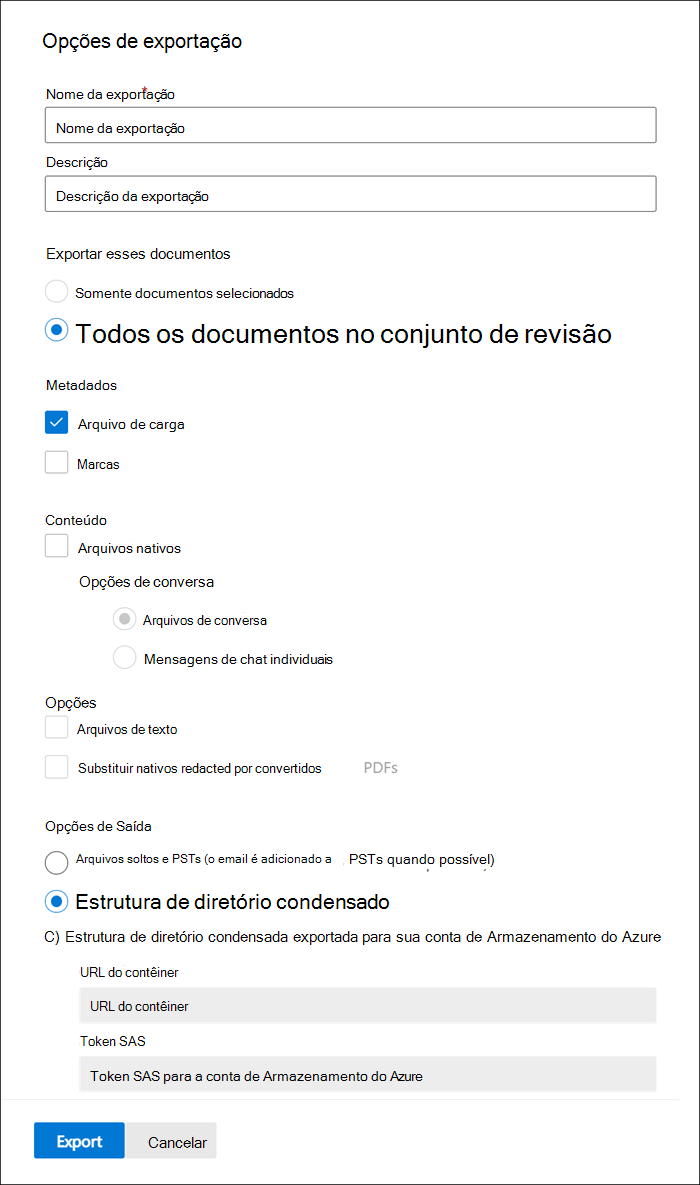 Opções de exportação
Nome da exportação*
Nome da exportação
Descrição
Descrição da exportação
Exportar esses documentos
Somente documentos selecionados
Todos os documentos no conjunto de revisão
Metadados
Arquivo de carga
Marcas
Conteúdo
Arquivos nativos
Opções de conversa
Arquivos de conversa
Mensagens de chat individuais
Opções
Arquivos de texto
Substituir nativos redacted por convertidos PDFs
Opções de Saída
Arquivos soltos e PSTs (o email é adicionado a PSTs quando possível)
Estrutura de diretório condensado
C) Estrutura de diretório condensada exportada para sua conta de Armazenamento do Azure
URL do contêiner
URL do contêiner
Token SAS
Token SAS para a conta de Armazenamento do Azure
Export Cancelar